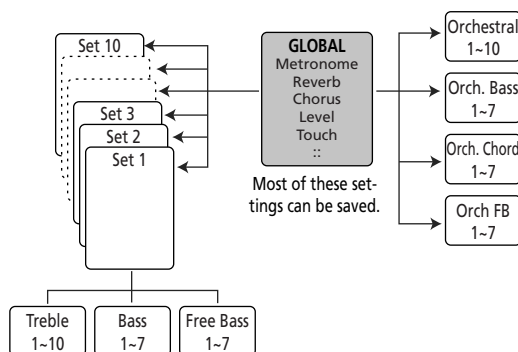 Set 10
Set 3
Set 2
Set 1
GLOBAL
Metronome
Reverb
Chorus
Level
Touch
::
Most of these set-
tings can be saved.
Orchestral
1~10
Orch. Bass
1~7
Orch. Chord
1~7
Orch FB
1~7
Treble
1~10
Bass
1~7
Free Bass
1~7